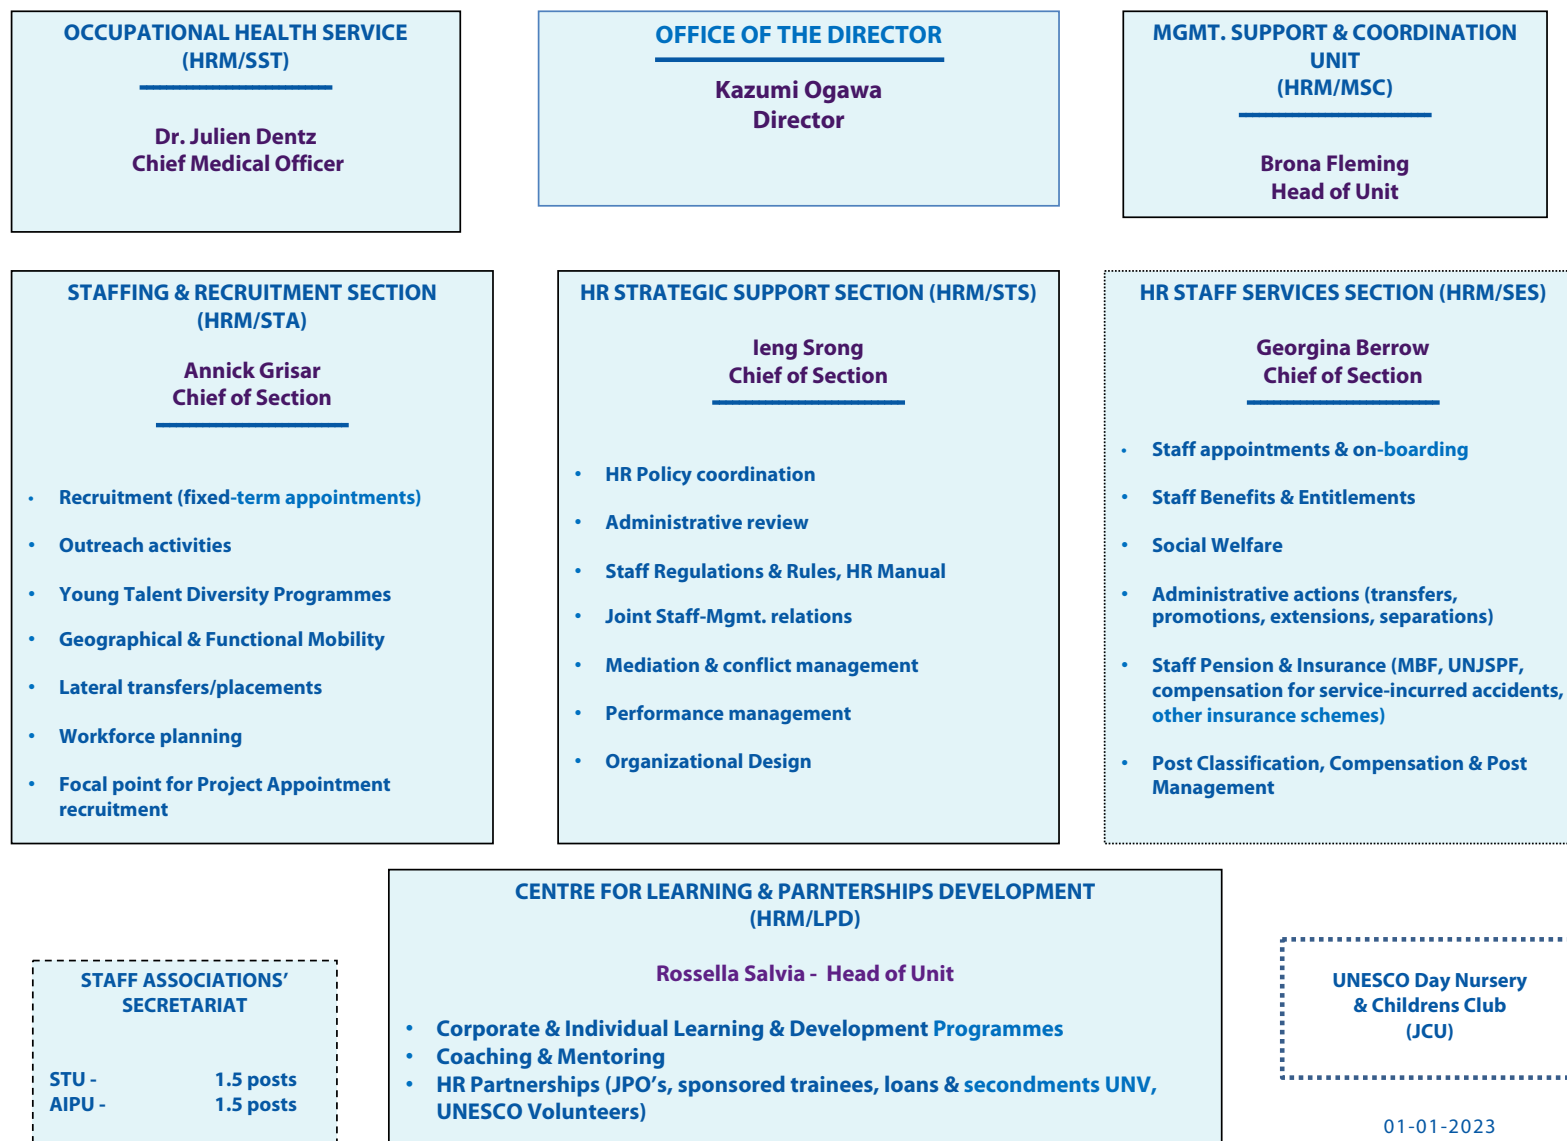 OCCUPATIONAL HEALTH SERVICE
(HRM/SST)
Dr. Julien Dentz
Chief Medical Officer
OFFICE OF THE DIRECTOR
Kazumi Ogawa
Director
MGMT. SUPPORT & COORDINATION
UNIT
(HRM/MSC)
Brona Fleming
Head of Unit
STAFFING & RECRUITMENT SECTION
(HRM/STA)
Annick Grisar
Chief of Section
• Recruitment (fixed-term appointments)
• Outreach activities
• Young Talent Diversity Programmes
• Geographical & Functional Mobility
• Lateral transfers/placements
• Workforce planning
• Focal point for Project Appointment
recruitment
HR STRATEGIC SUPPORT SECTION (HRM/STS)
Ieng Srong
Chief of Section
• HR Policy coordination
• Administrative review
• Staff Regulations & Rules, HR Manual
• Joint Staff-Mgmt. relations
• Mediation & conflict management
• Performance management
• Organizational Design
HR STAFF SERVICES SECTION (HRM/SES)
Georgina Berrow
Chief of Section
• Staff appointments & on-boarding
• Staff Benefits & Entitlements
• Social Welfare
• Administrative actions (transfers,
promotions, extensions, separations)
• Staff Pension & Insurance (MBF, UNJSPF,
compensation for service-incurred accidents,
other insurance schemes)
• Post Classification, Compensation & Post
Management
STAFF ASSOCIATIONS’
SECRETARIAT
STU - 1.5 posts
AIPU - 1.5 posts
CENTRE FOR LEARNING & PARNTERSHIPS DEVELOPMENT
(HRM/LPD)
Rossella Salvia - Head of Unit
• Corporate & Individual Learning & Development Programmes
• Coaching & Mentoring
• HR Partnerships (JPO’s, sponsored trainees, loans & secondments UNV,
UNESCO Volunteers)
UNESCO Day Nursery
& Childrens Club
(JCU)
01-01-2023